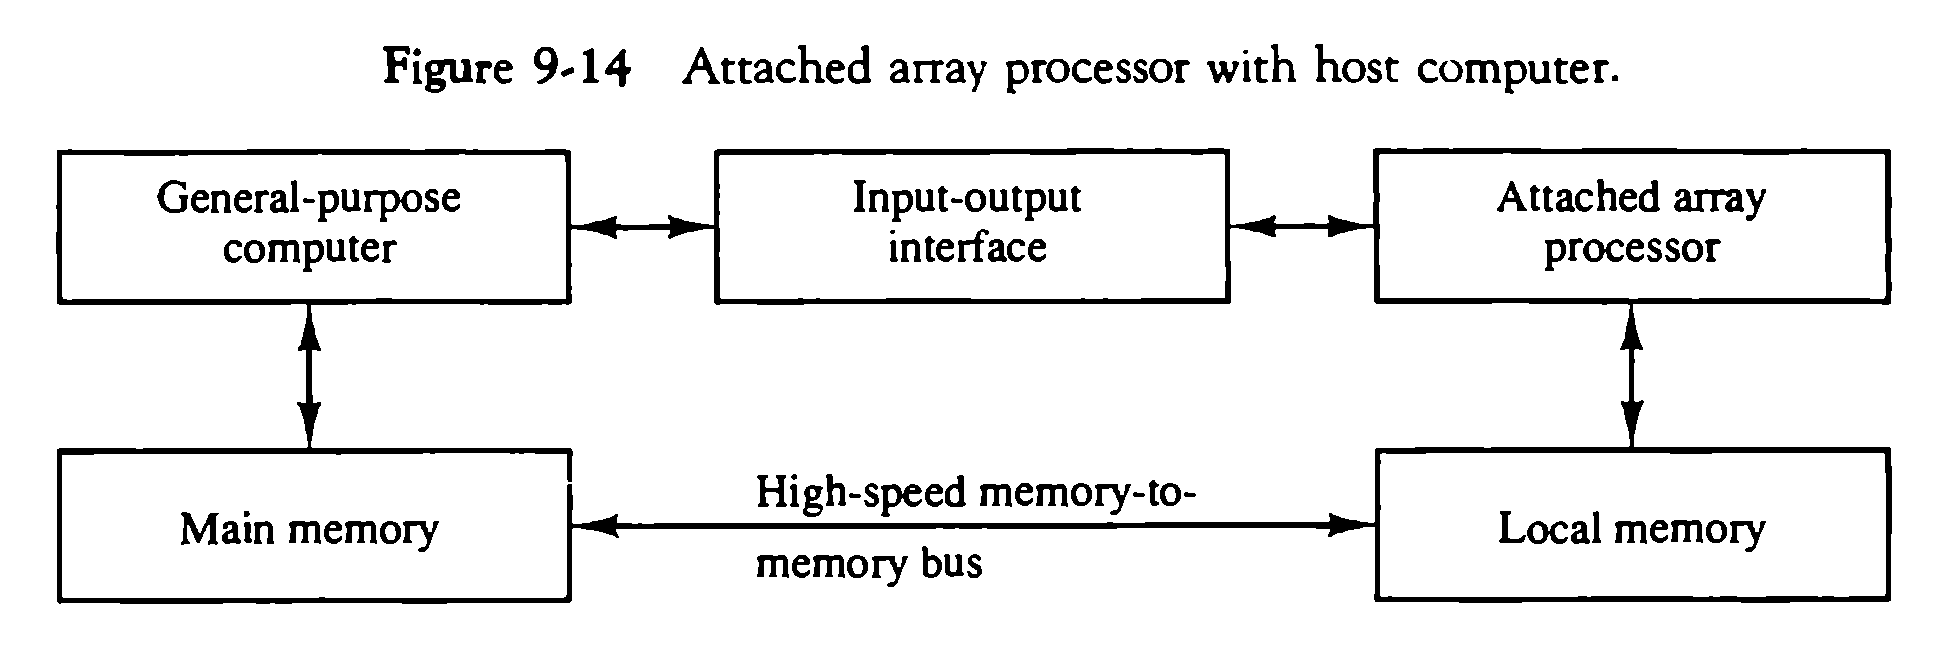 Figure 9-14 Attached array processor with host computer.
General-purpose
computer
Input-output
interface
Attached array
processor
Main memory
High-speed memory-to-
memory bus
Local memory